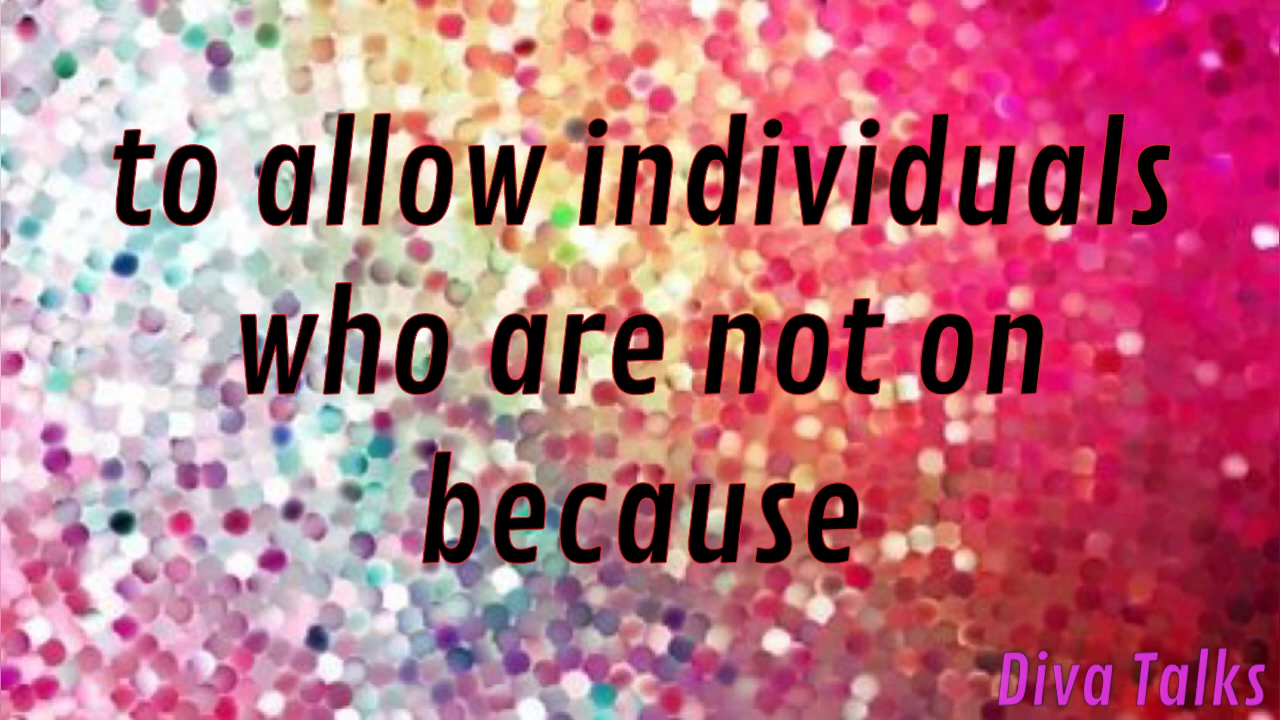 to allow individuals
who are not on
because
Diva Talks